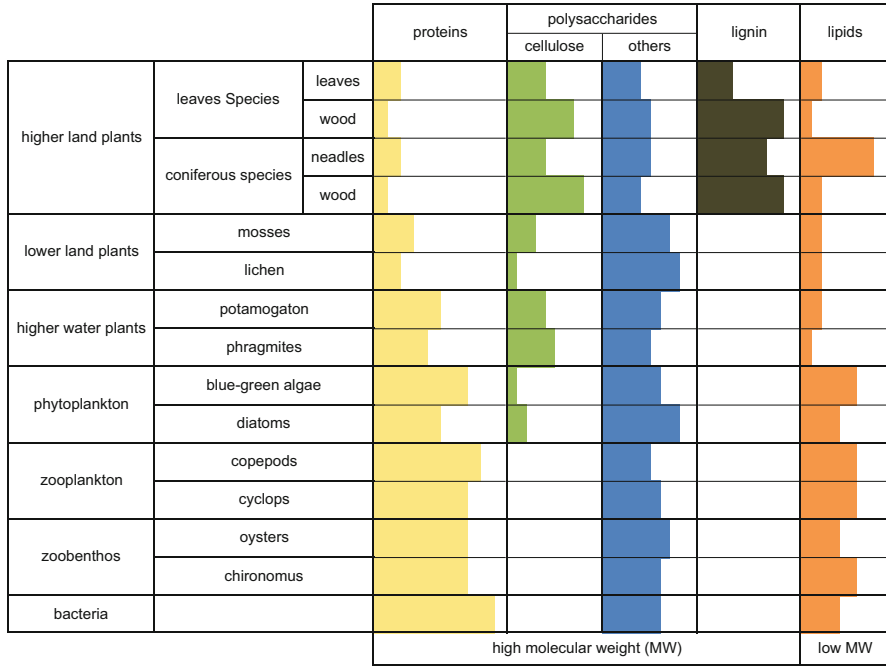 proteins
polysaccharides
lignin
lipids
cellulose
others
higher land plants
leaves Species
leaves
wood
coniferous species
neadles
wood
lower land plants
mosses
lichen
higher water plants
potamogaton
phragmites
phytoplankton
blue-green algae
diatoms
zooplankton
copepods
cyclops
zoobenthos
oysters
chironomus
bacteria
high molecular weight (MW)
low MW